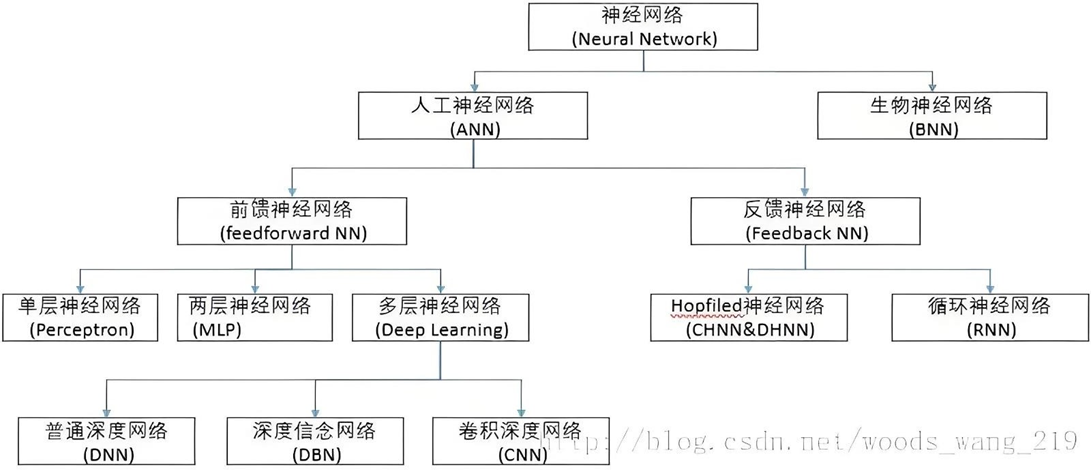 神经网络
(Neural Network)
人工神经网络
(ANN)
生物神经网络
(BNN)
前馈神经网络
(feedforward NN)
反馈神经网络
(Feedback NN)
单层神经网络
(Perceptron)
两层神经网络
(MLP)
多层神经网络
(Deep Learning)
Hopfiled神经网络
(CHNN&DHNN)
循环神经网络
(RNN)
普通深度网络
(DNN)
深度信念网络
(DBN)
卷积深度网络
(CNN)
http://blog.csdn.net/woods_wang_219